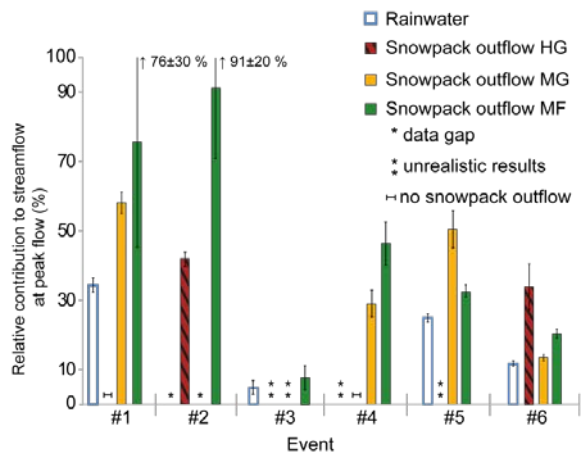 Rainwater
Snowpack outflow HG
Snowpack outflow MG
Snowpack outflow MF
* data gap
** unrealistic results
no snowpack outflow
Relative contribution to streamflow
at peak flow (%)
100
90
70
50
30
10
0
↑ 76±30 %
↑ 91±20 %
* * ** ** ** **
#1 #2 #3 #4 #5 #6
Event